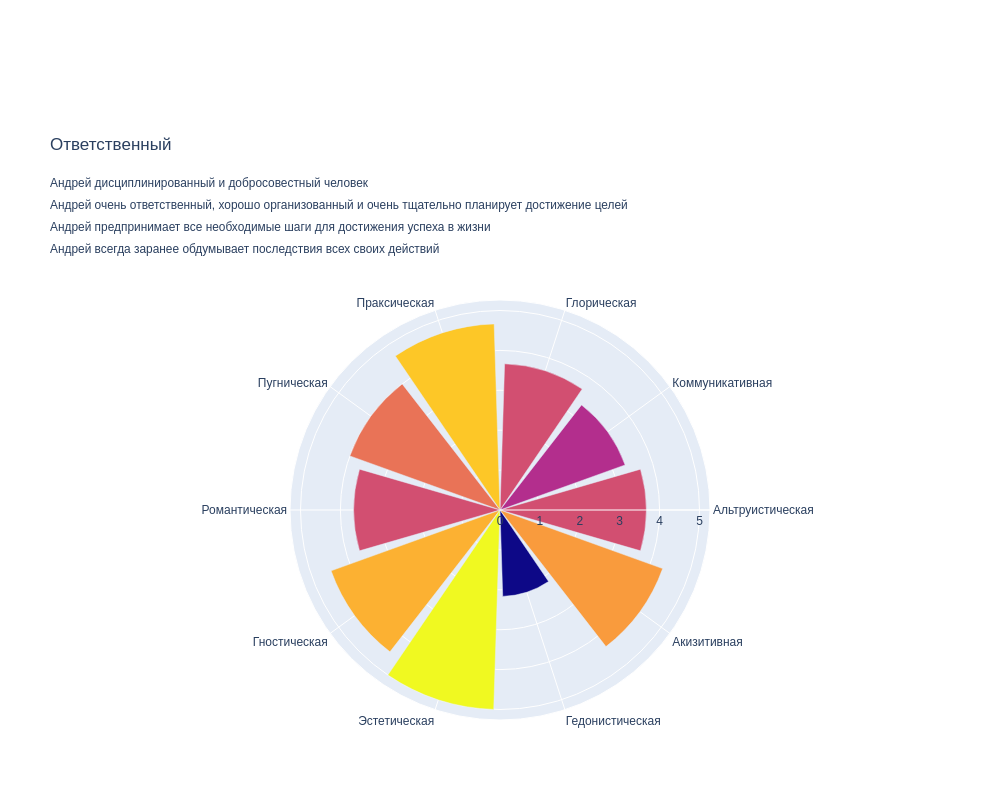 Ответственный
Андрей дисциплинированный и добросовестный человек
Андрей очень ответственный, хорошо организованный и очень тщательно планирует достижение целей
Андрей предпринимает все необходимые шаги для достижения успеха в жизни
Андрей всегда заранее обдумывает последствия всех своих действий
Праксическая
Глорическая
Пугническая
Коммуникативная
Романтическая
Альтруистическая
0 1 2 3 4 5
Гностическая
Акизитивная
Эстетическая
Гедонистическая